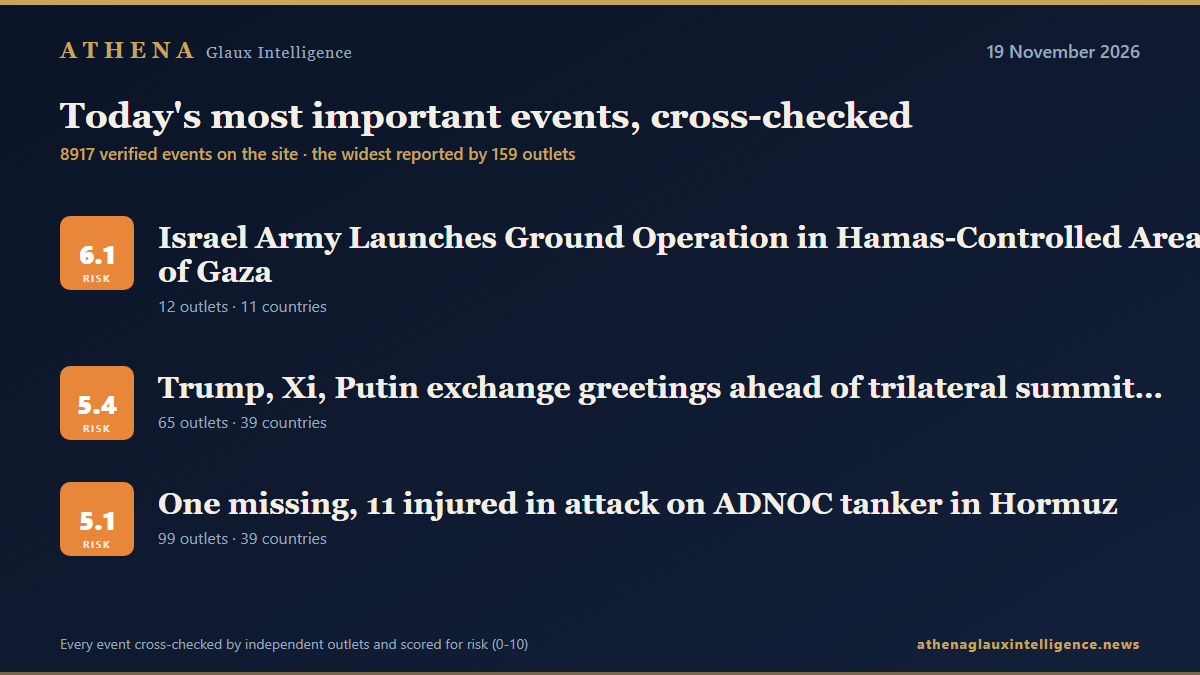 ATHENA Glaux Intelligence
19 November 2026
Today's most important events, cross-checked
8917 verified events on the site · the widest reported by 159 outlets
6.1
RISK
Israel Army Launches Ground Operation in Hamas-Controlled Area
of Gaza
12 outlets · 11 countries
5.4
RISK
Trump, Xi, Putin exchange greetings ahead of trilateral summit...
65 outlets · 39 countries
5.1
RISK
One missing, 11 injured in attack on ADNOC tanker in Hormuz
99 outlets · 39 countries
Every event cross-checked by independent outlets and scored for risk (0-10)
athenaglauxintelligence.news